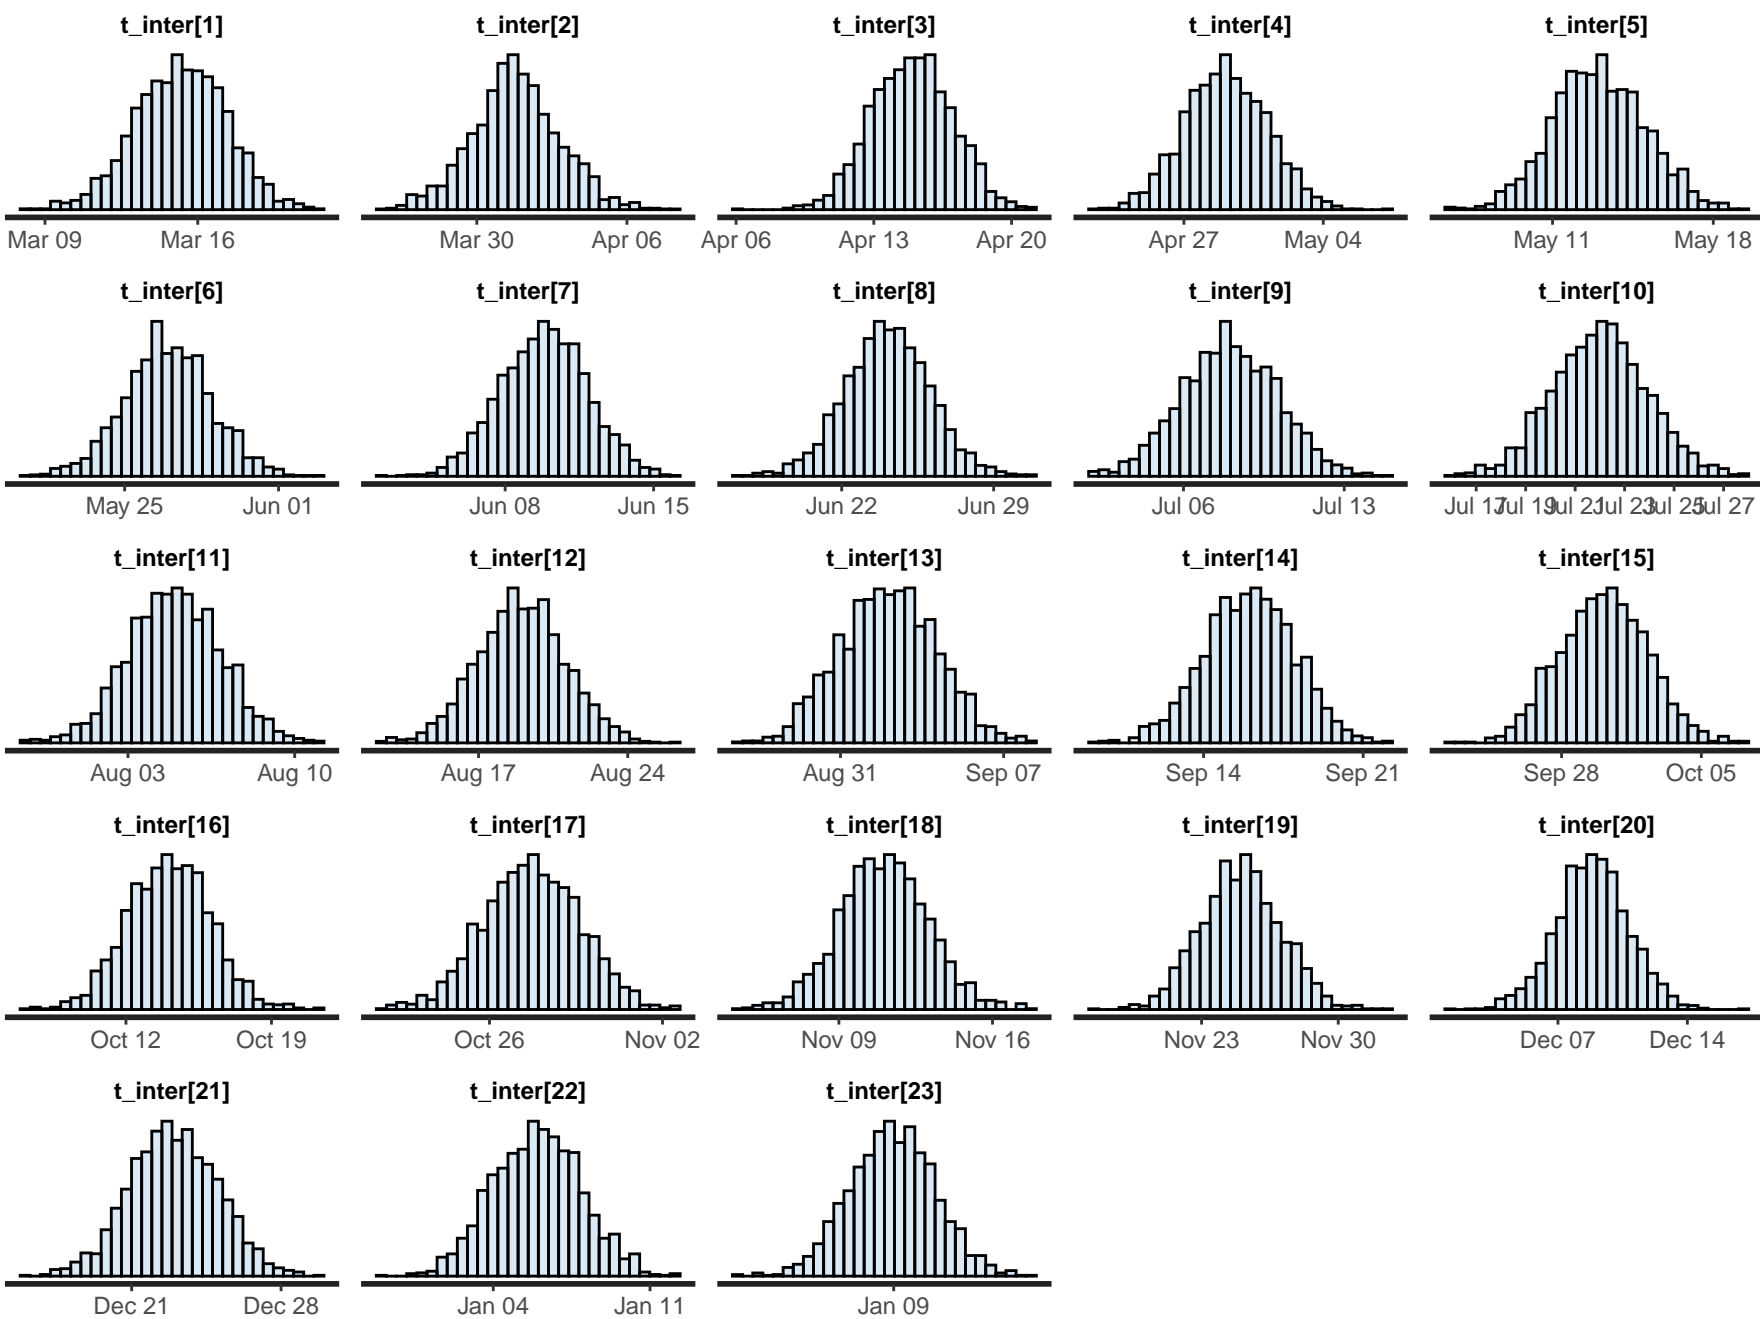 t_inter[1] t_inter[2] t_inter[3] t_inter[4] t_inter[5]
Mar 09 Mar 16 Mar 30 Apr 06 Apr 06 Apr 13 Apr 20 Apr 27 May 04 May 11 May 18
t_inter[6] t_inter[7] t_inter[8] t_inter[9] t_inter[10]
May 25 Jun 01 Jun 08 Jun 15 Jun 22 Jun 29 Jul 06 Jul 13 Jul 17 Jul 19 Jul 21 Jul 23 Jul 25 Jul 27
t_inter[11] t_inter[12] t_inter[13] t_inter[14] t_inter[15]
Aug 03 Aug 10 Aug 17 Aug 24 Aug 31 Sep 07 Sep 14 Sep 21 Sep 28 Oct 05
t_inter[16] t_inter[17] t_inter[18] t_inter[19] t_inter[20]
Oct 12 Oct 19 Oct 26 Nov 02 Nov 09 Nov 16 Nov 23 Nov 30 Dec 07 Dec 14
t_inter[21] t_inter[22] t_inter[23]
Dec 21 Dec 28 Jan 04 Jan 11 Jan 09